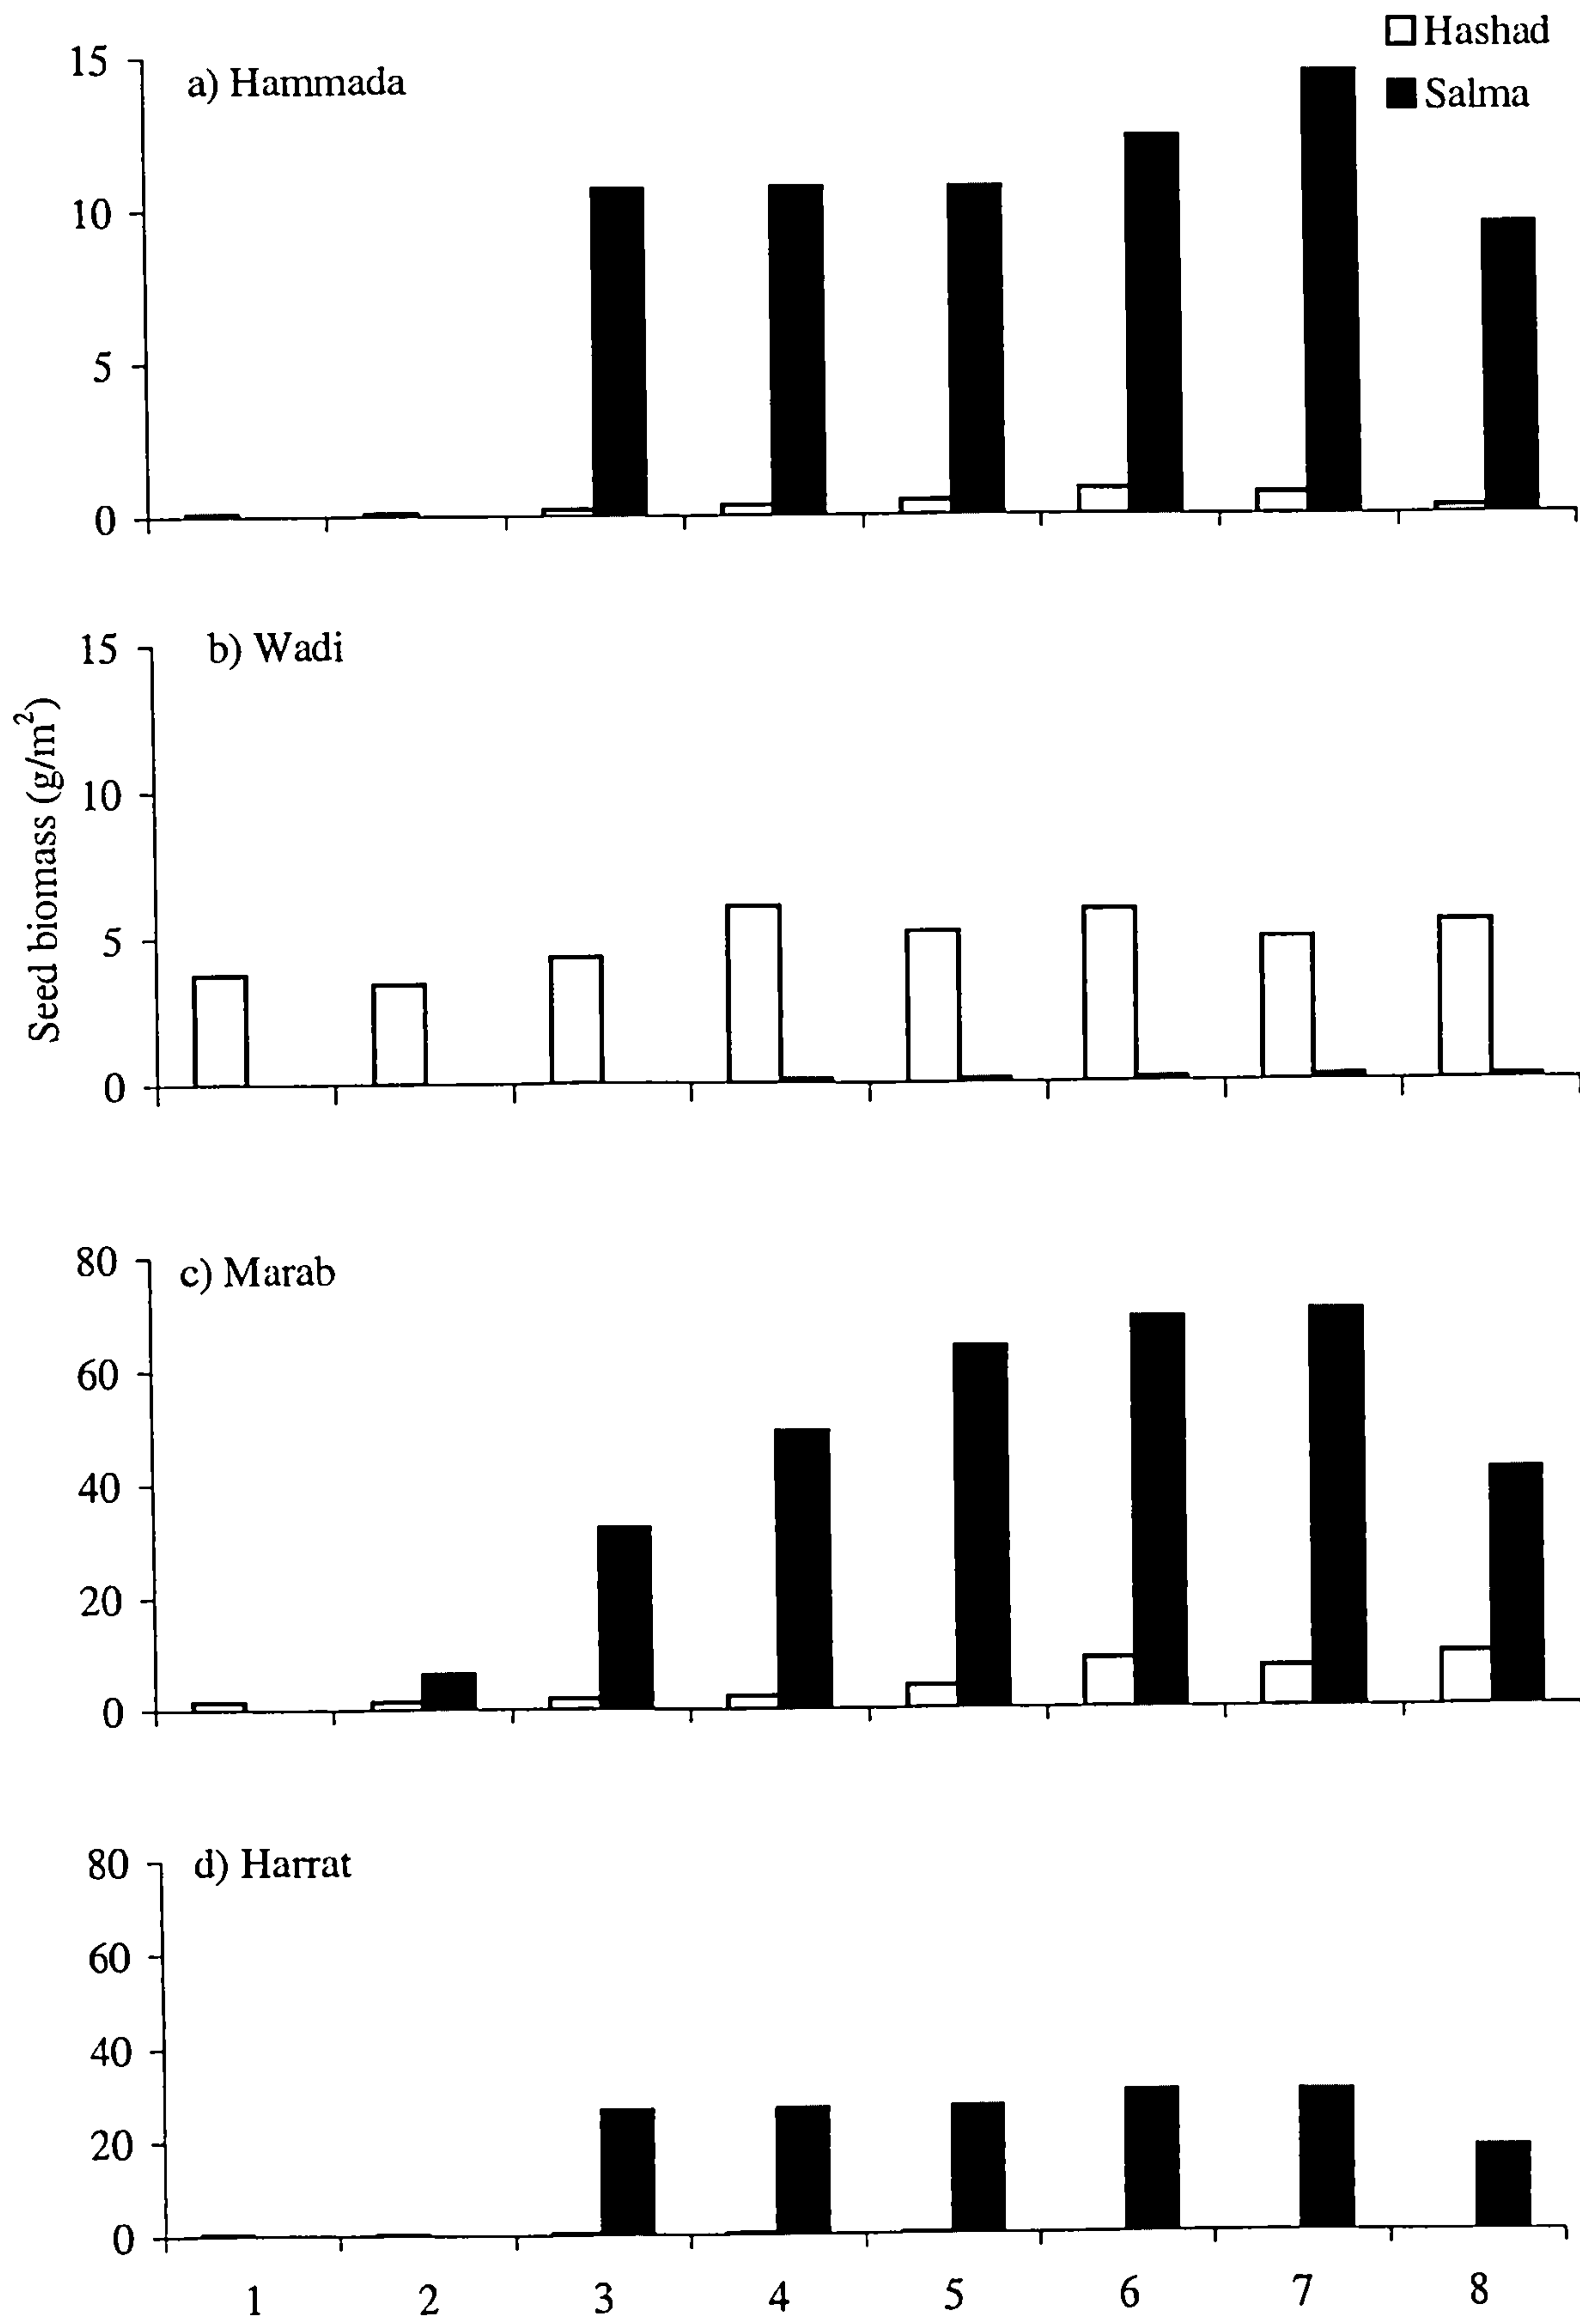 Hashad
Salma
a) Hammada
15
10
5
0
b) Wadi
15
10
5
0
Seed biomass (g/m²)
c) Marab
80
60
40
20
0
d) Harrat
80
60
40
20
0
1 2 3 4 5 6 7 8